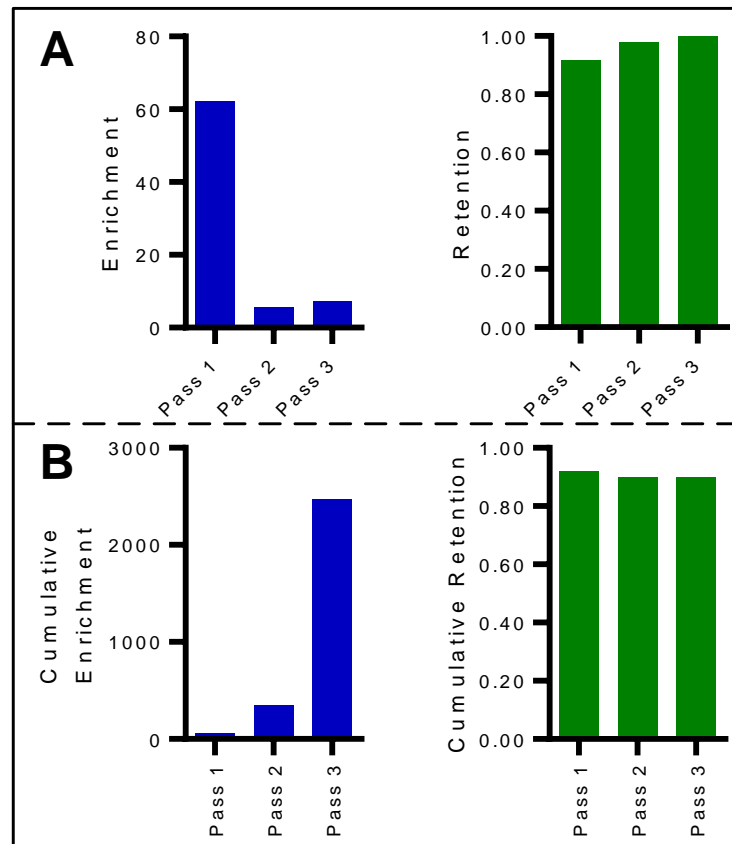 A
80
60
40
20
0
Enrichment
Pass 1
Pass 2
Pass 3
1.00
0.80
0.60
0.40
0.20
0.00
Retention
Pass 1
Pass 2
Pass 3
B
3000
2000
1000
0
Cumulative
Enrichment
Pass 1
Pass 2
Pass 3
1.00
0.80
0.60
0.40
0.20
0.00
Cumulative Retention
Pass 1
Pass 2
Pass 3